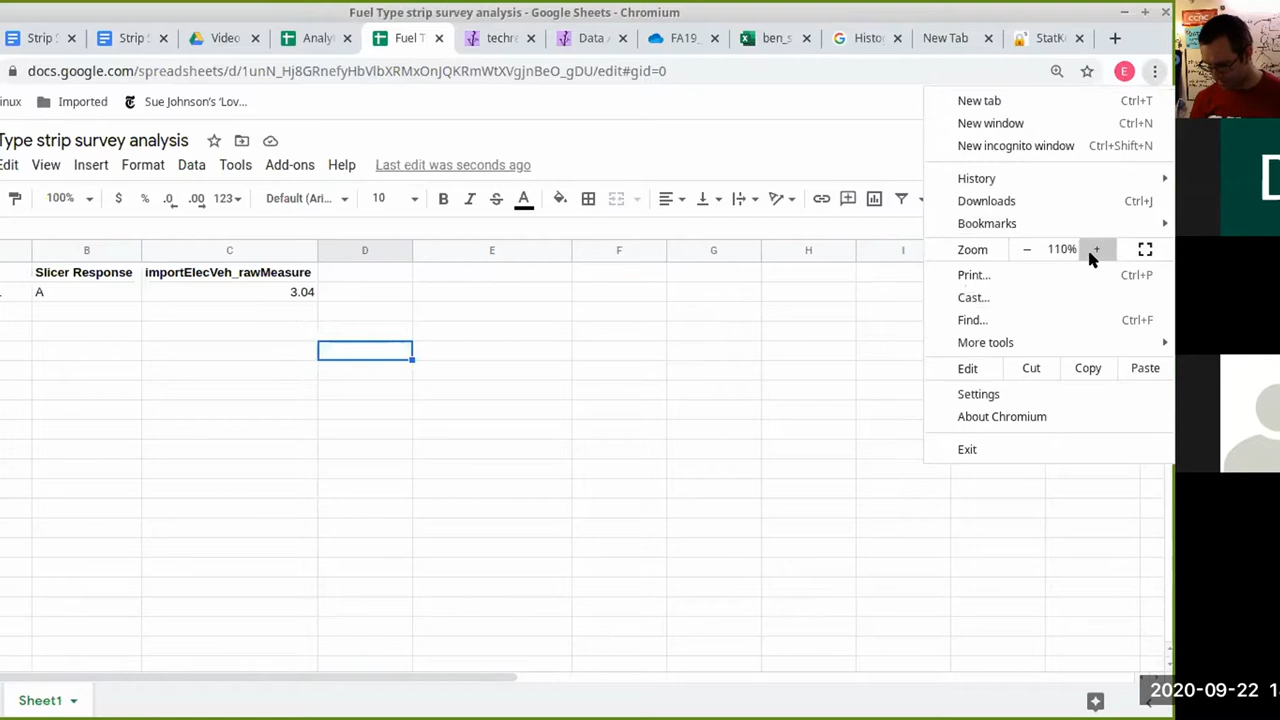 Fuel Type strip survey analysis - Google Sheets - Chromium
Strip Strip S Video Analy Fuel T techre Data FA19_ ben_s Histo New Tab StatK
docs.google.com/spreadsheets/d/1unN_Hj8GRnefyHbVlbXRMxOnJQKRmWtXVgjnBeO_gDU/edit#gid=0 E
inux Imported Sue Johnson's 'Lov...
Type strip survey analysis
Edit View Insert Format Data Tools Add-ons Help Last edit was seconds ago
100% $ % .0 .00 123 Default (Ari... 10 B S A
B C D E F G H I
Slicer Response importElecVeh_rawMeasure
A 3.04
New tab Ctrl+T
New window Ctrl+N
New incognito window Ctrl+Shift+N
History
Downloads Ctrl+J
Bookmarks
Zoom − 110% +
Print... Ctrl+P
Cast...
Find... Ctrl+F
More tools
Edit Cut Copy Paste
Settings
About Chromium
Exit
Sheet1
2020-09-22 1